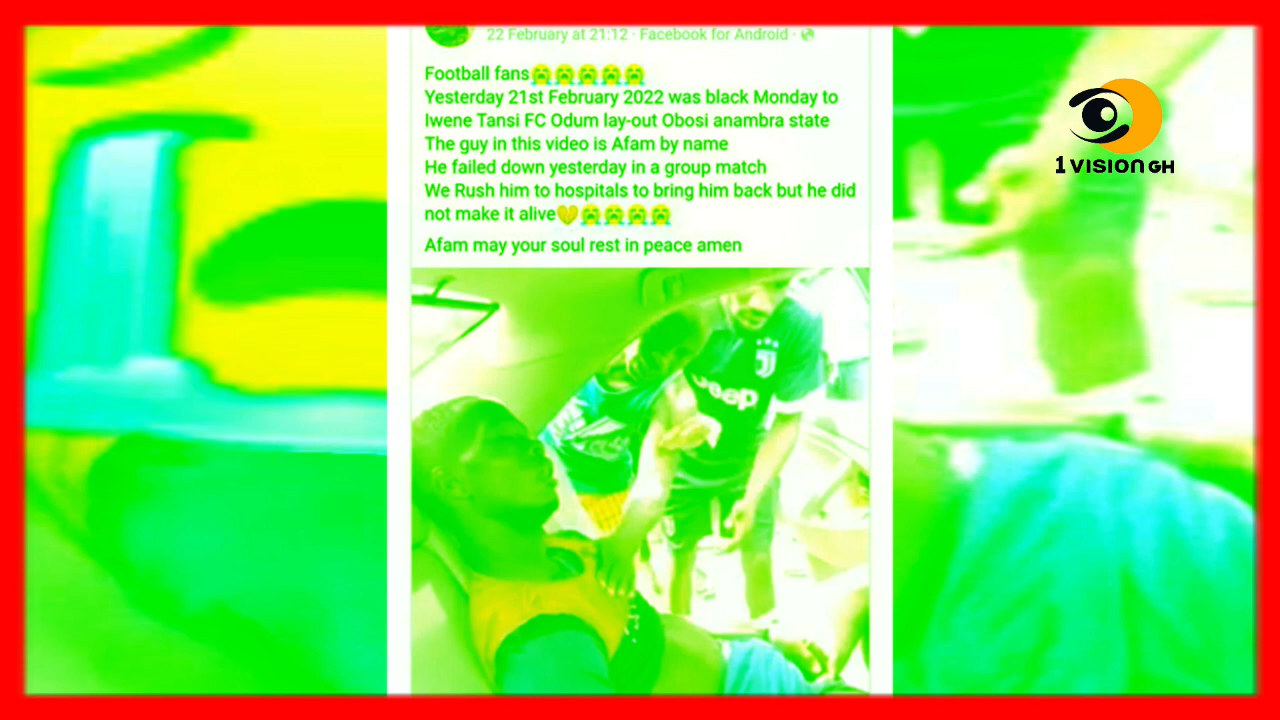 22 February at 21:12 · Facebook for Android ·
Football fans😭😭😭😭😭
Yesterday 21st February 2022 was black Monday to
Iwene Tansi FC Odum lay-out Obosi anambra state
The guy in this video is Afam by name
He failed down yesterday in a group match
We Rush him to hospitals to bring him back but he did
not make it alive💔😭😭😭😭
Afam may your soul rest in peace amen
1 VISION GH
Jeep